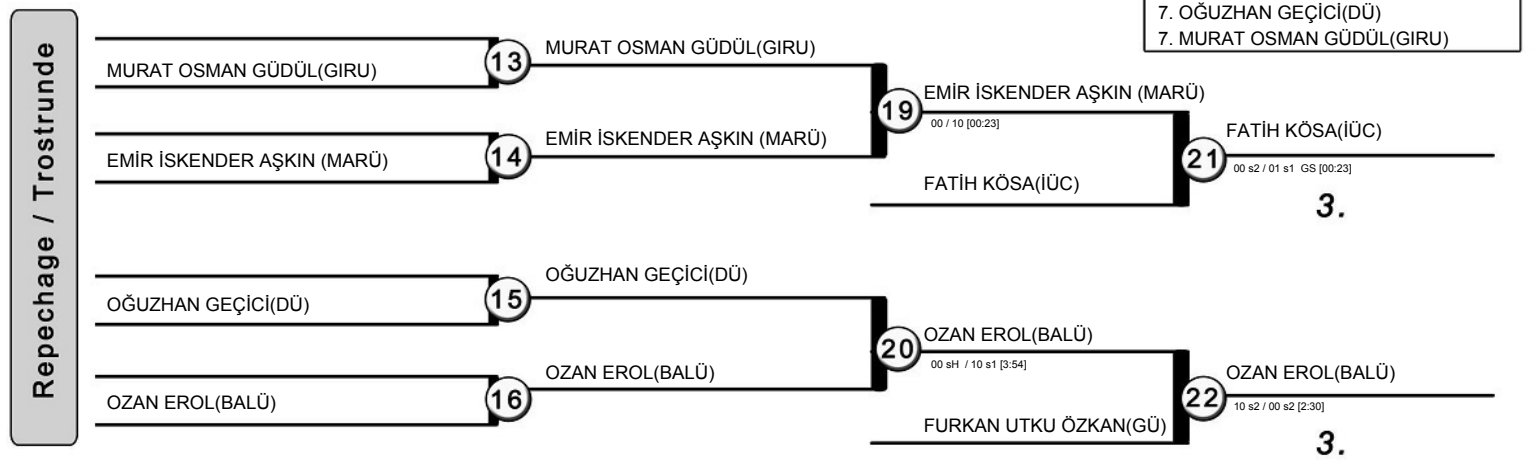 7. OĞUZHAN GEÇİCİ(DÜ)
7. MURAT OSMAN GÜDÜL(GIRU)
Repechage / Trostrunde
MURAT OSMAN GÜDÜL(GIRU)
13
MURAT OSMAN GÜDÜL(GIRU)
EMİR İSKENDER AŞKIN (MARÜ)
14
EMİR İSKENDER AŞKIN (MARÜ)
19
EMİR İSKENDER AŞKIN (MARÜ)
00 / 10 [00:23]
FATİH KÖSA(İÜC)
21
FATİH KÖSA(İÜC)
00 s2 / 01 s1 GS [00:23]
3.
OĞUZHAN GEÇİCİ(DÜ)
15
OĞUZHAN GEÇİCİ(DÜ)
OZAN EROL(BALÜ)
16
OZAN EROL(BALÜ)
20
OZAN EROL(BALÜ)
00 sH / 10 s1 [3:54]
FURKAN UTKU ÖZKAN(GÜ)
22
OZAN EROL(BALÜ)
10 s2 / 00 s2 [2:30]
3.